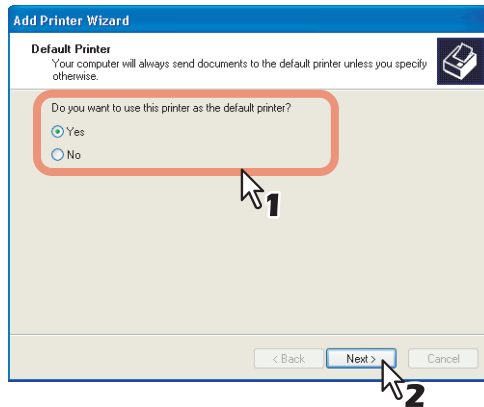 Add Printer Wizard
Default Printer
Your computer will always send documents to the default printer unless you specify
otherwise.
Do you want to use this printer as the default printer?
Yes
No
1
< Back Next > Cancel
2